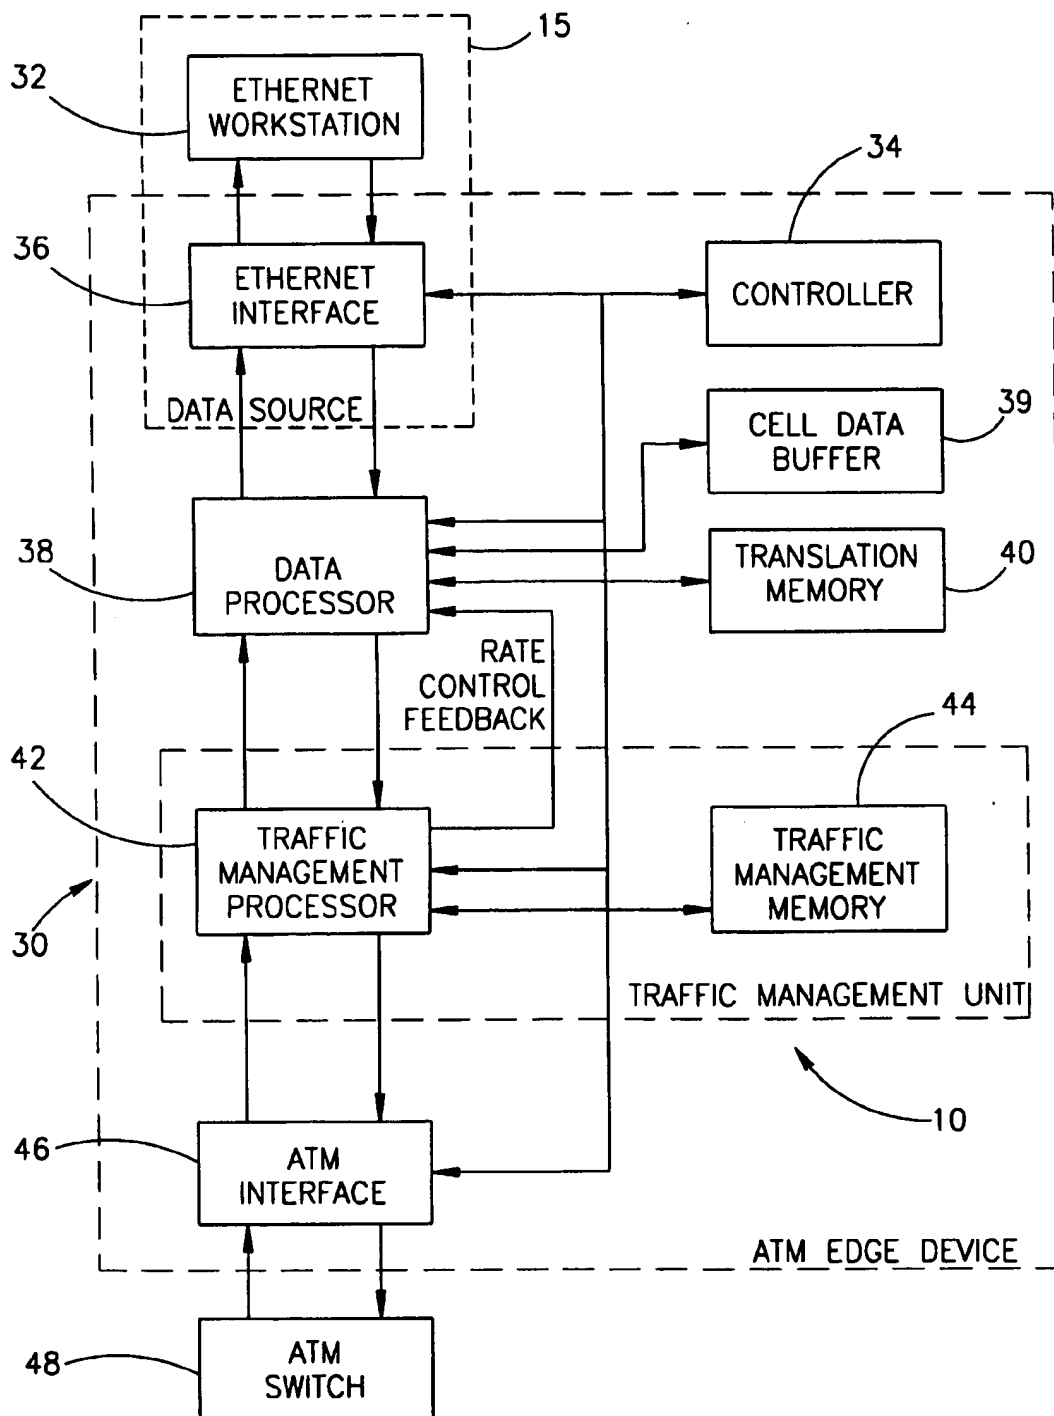 15
32
ETHERNET
WORKSTATION
34
36
ETHERNET
INTERFACE
CONTROLLER
DATA SOURCE
39
CELL DATA
BUFFER
38
DATA
PROCESSOR
TRANSLATION
MEMORY
40
RATE
CONTROL
FEEDBACK
44
42
TRAFFIC
MANAGEMENT
PROCESSOR
TRAFFIC
MANAGEMENT
MEMORY
30
TRAFFIC MANAGEMENT UNIT
10
46
ATM
INTERFACE
ATM EDGE DEVICE
48
ATM
SWITCH